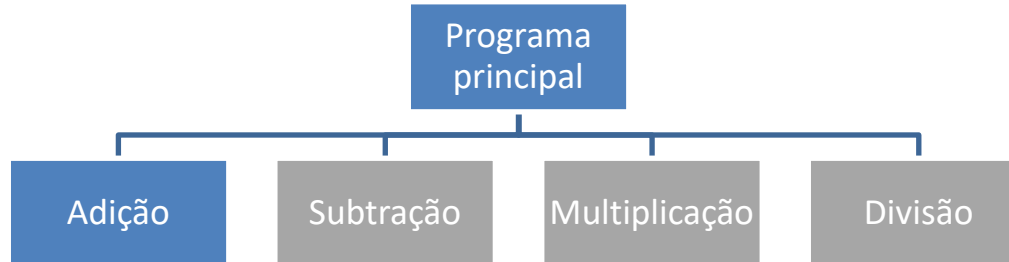 Programa
principal
Adição
Subtração
Multiplicação
Divisão